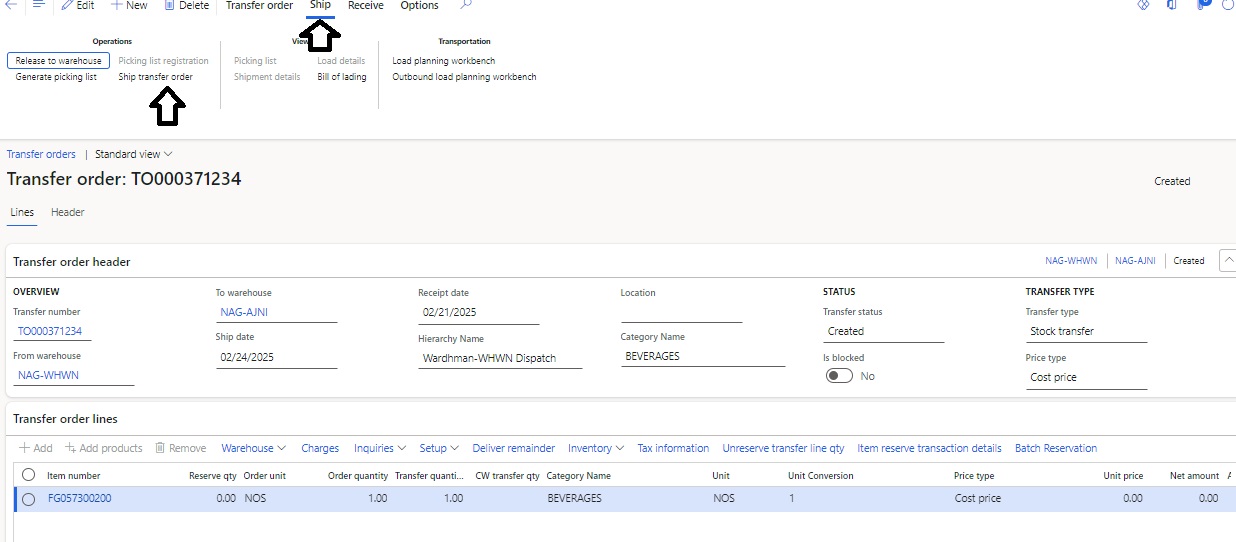 Edit New Delete Transfer order Ship Receive Options
Operations View Transportation
Release to warehouse Picking list registration Picking list Load details Load planning workbench
Generate picking list Ship transfer order Shipment details Bill of lading Outbound load planning workbench
Transfer orders | Standard view
Transfer order: TO000371234
Created
Lines Header
Transfer order header NAG-WHWN | NAG-AJNI | Created
OVERVIEW To warehouse Receipt date Location STATUS TRANSFER TYPE
Transfer number NAG-AJNI 02/21/2025 Transfer status Transfer type
TO000371234 Ship date Hierarchy Name Category Name Created Stock transfer
From warehouse 02/24/2025 Wardhman-WHWN Dispatch BEVERAGES Is blocked Price type
NAG-WHWN No Cost price
Transfer order lines
Add Add products Remove Warehouse Charges Inquiries Setup Deliver remainder Inventory Tax information Unreserve transfer line qty Item reserve transaction details Batch Reservation
Item number Reserve qty Order unit Order quantity Transfer quanti... CW transfer qty Category Name Unit Unit Conversion Price type Unit price Net amount A
FG057300200 0.00 NOS 1.00 1.00 BEVERAGES NOS 1 Cost price 0.00 0.00